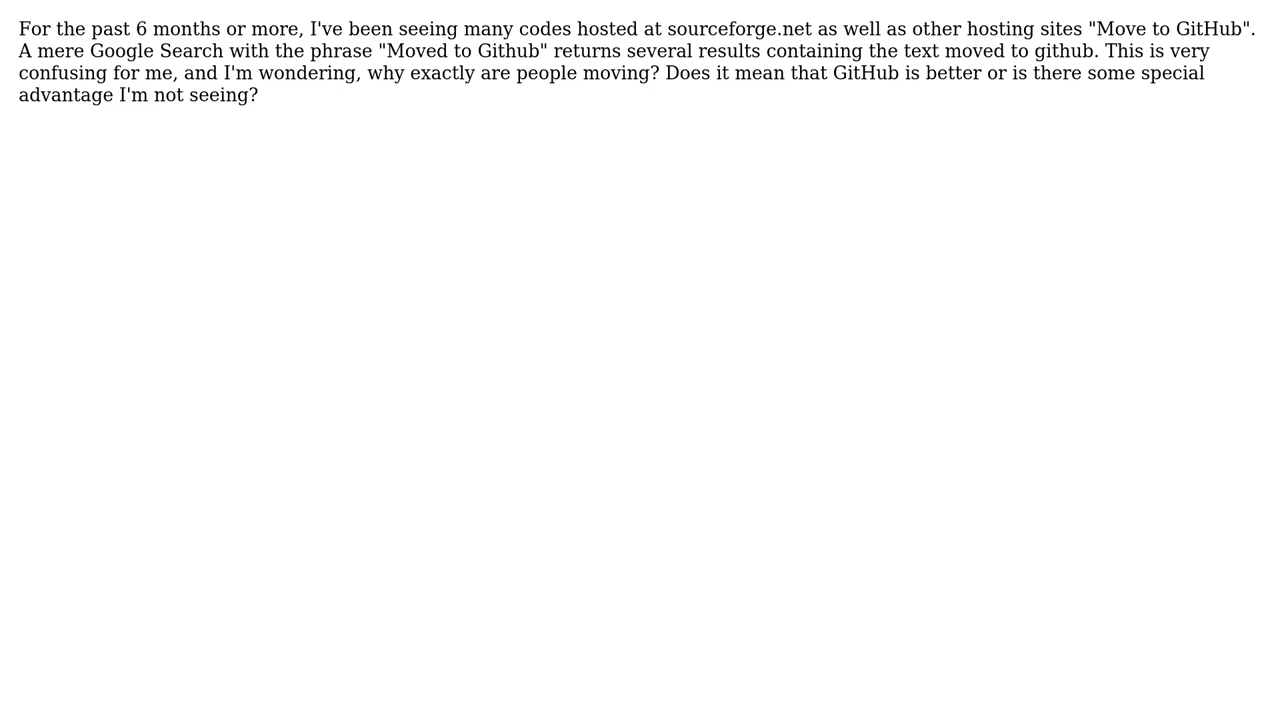 For the past 6 months or more, I've been seeing many codes hosted at sourceforge.net as well as other hosting sites "Move to GitHub".
A mere Google Search with the phrase "Moved to Github" returns several results containing the text moved to github. This is very
confusing for me, and I'm wondering, why exactly are people moving? Does it mean that GitHub is better or is there some special
advantage I'm not seeing?